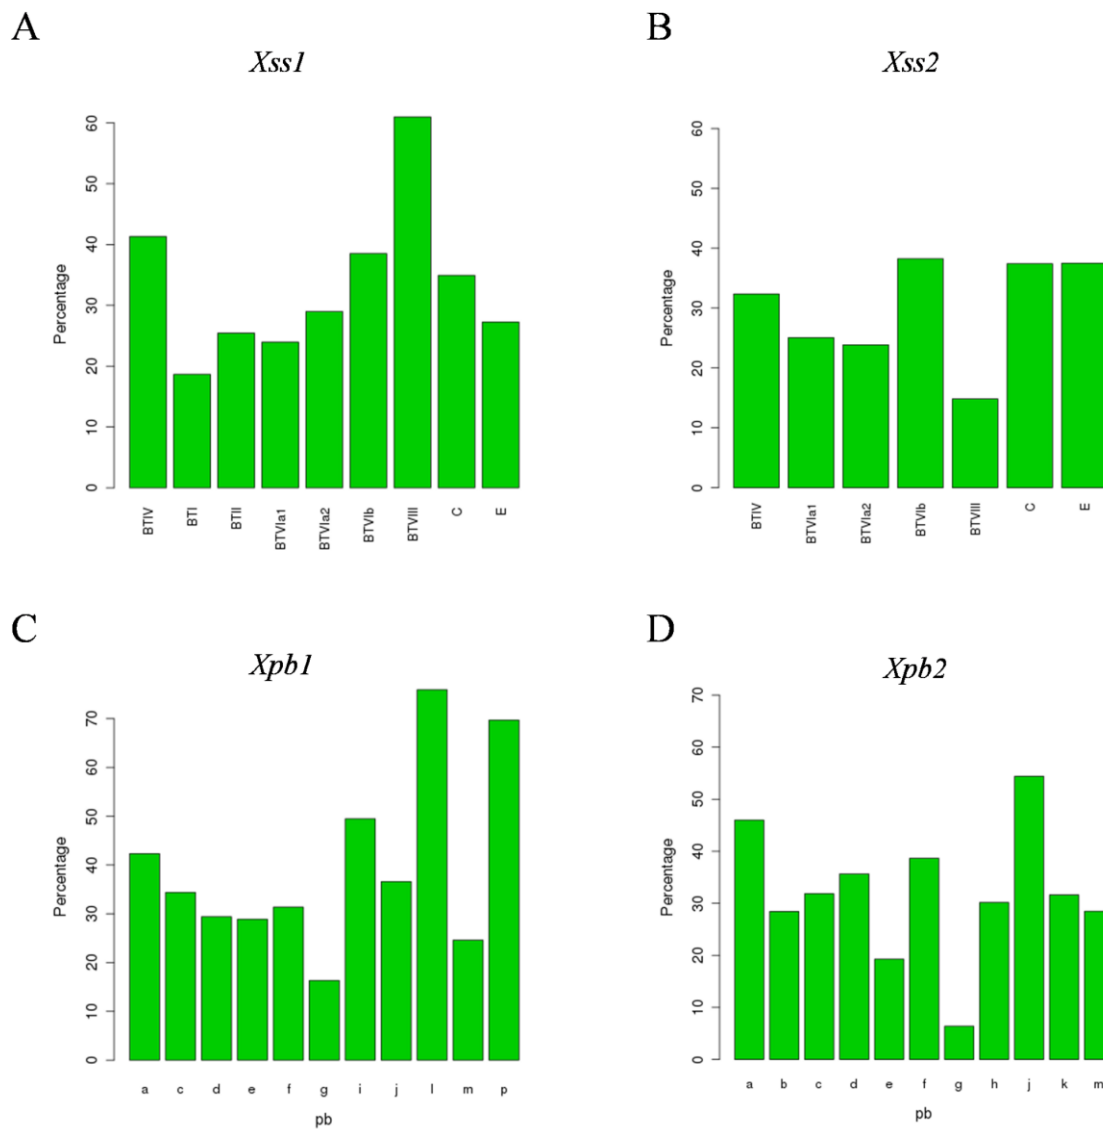 A
Xss1
Percentage
60
50
40
30
20
10
0
BTIV BTI BTII BTVIa1 BTVIa2 BTVIb BTVIII C E
B
Xss2
Percentage
60
50
40
30
20
10
0
BTIV BTVIa1 BTVIa2 BTVIb BTVIII C E
C
Xpb1
Percentage
70
60
50
40
30
20
10
0
a c d e f g i j l m p
pb
D
Xpb2
Percentage
70
60
50
40
30
20
10
0
a b c d e f g h j k m
pb